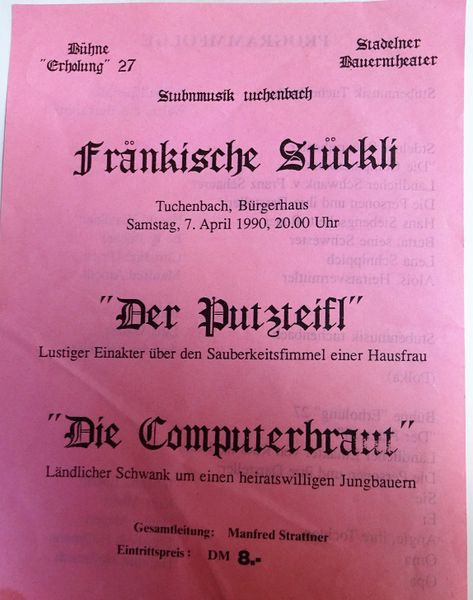 Bühne
"Erholung" 27
Stadelner
Bauerntheater
Stubnmusik tuchenbach
Fränkische Stückli
Tuchenbach, Bürgerhaus
Samstag, 7. April 1990, 20.00 Uhr
"Der Putzteifl"
Lustiger Einakter über den Sauberkeitsfimmel einer Hausfrau
"Die Computerbraut"
Ländlicher Schwank um einen heiratswilligen Jungbauern
Gesamtleitung: Manfred Strattner
Eintrittspreis: DM 8.-